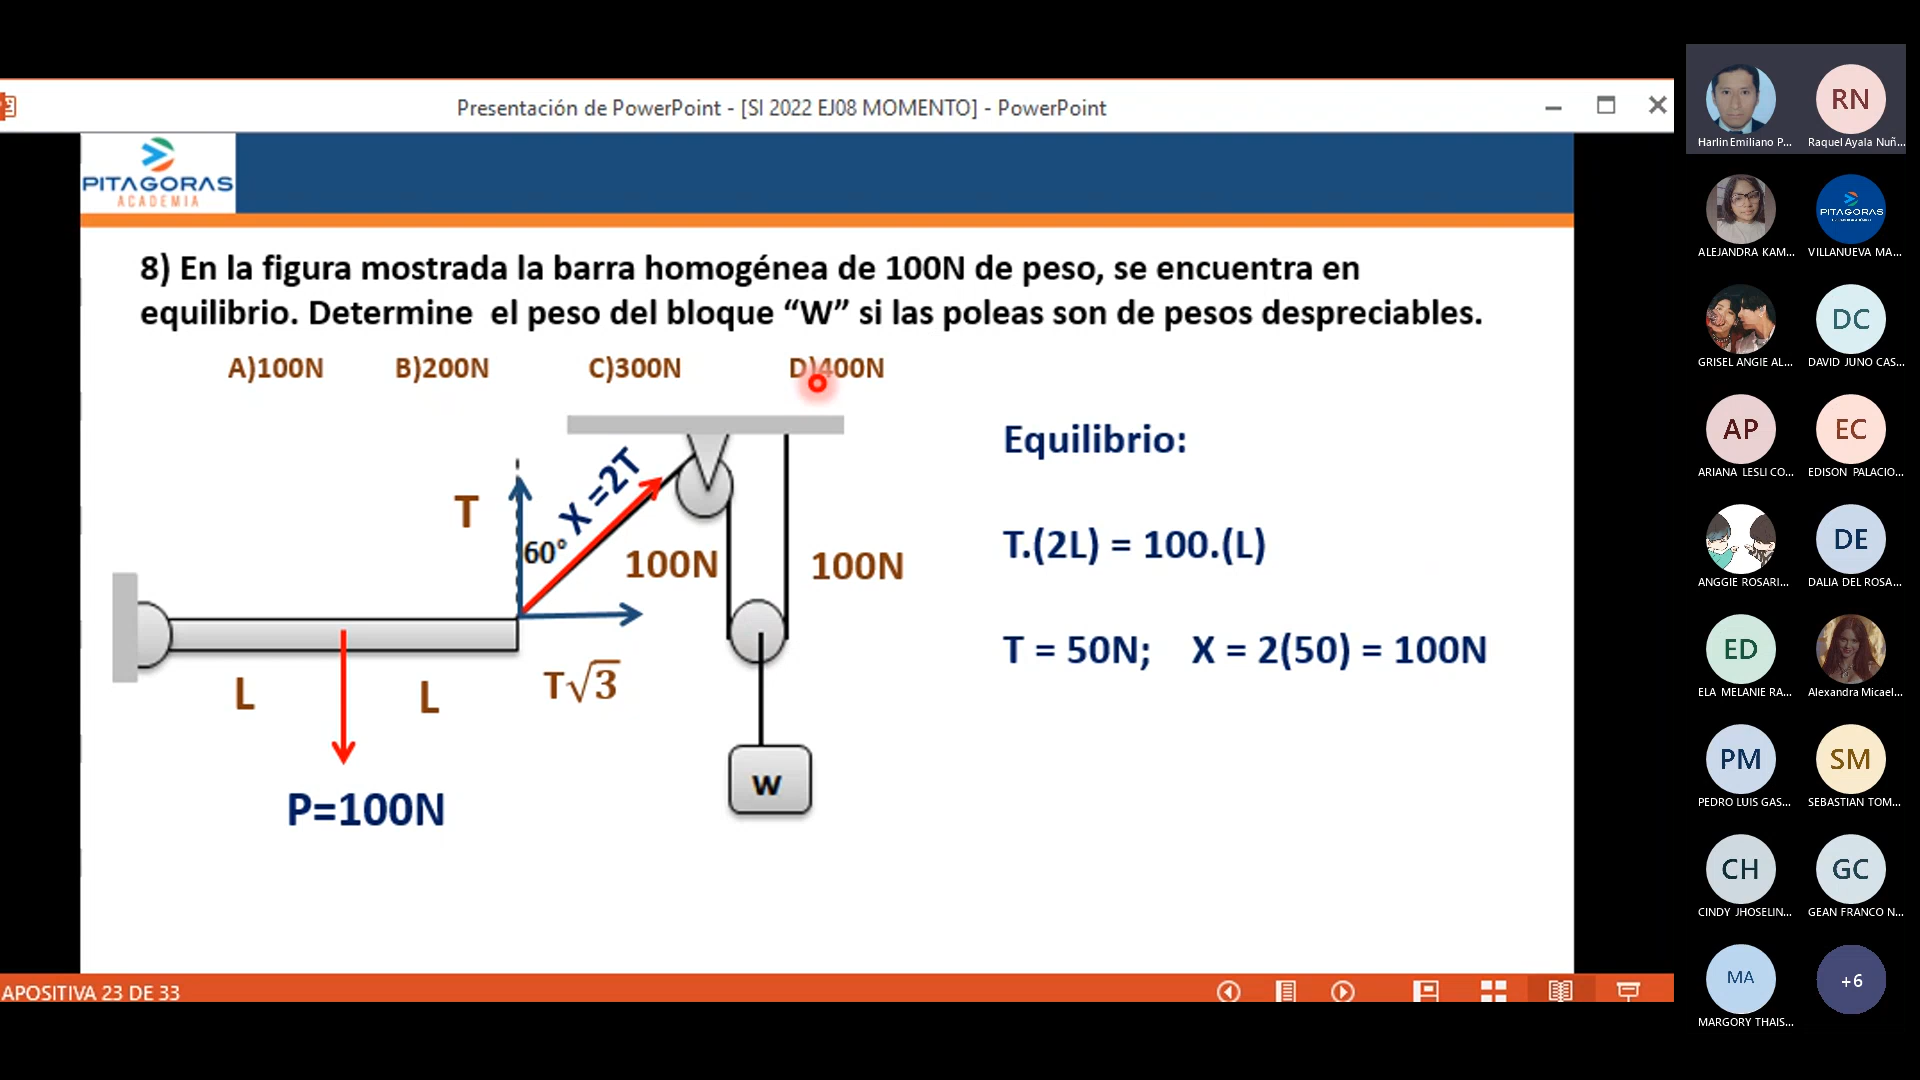 Presentación de PowerPoint - [SI 2022 EJ08 MOMENTO] - PowerPoint
PITAGORAS
ACADEMIA
8) En la figura mostrada la barra homogénea de 100N de peso, se encuentra en
equilibrio. Determine el peso del bloque “W” si las poleas son de pesos despreciables.
A)100N B)200N C)300N D)400N
Equilibrio:
T
X =2T
60°
100N
100N
T.(2L) = 100.(L)
T = 50N; X = 2(50) = 100N
L
L
T√3
P=100N
W
APOSITIVA 23 DE 33
RN
Harlin Emiliano P...
Raquel Ayala Nuñ...
PITAGORAS
ALEJANDRA KAM...
VILLANUEVA MA...
DC
GRISEL ANGIE AL...
DAVID JUNO CAS...
AP
EC
ARIANA LESLI CO...
EDISON PALACIO...
DE
ANGGIE ROSARI...
DALIA DEL ROSA...
ED
ELA MELANIE RA...
Alexandra Micael...
PM
SM
PEDRO LUIS GAS...
SEBASTIAN TOM...
CH
GC
CINDY JHOSELIN...
GEAN FRANCO N...
MA
+6
MARGORY THAIS...